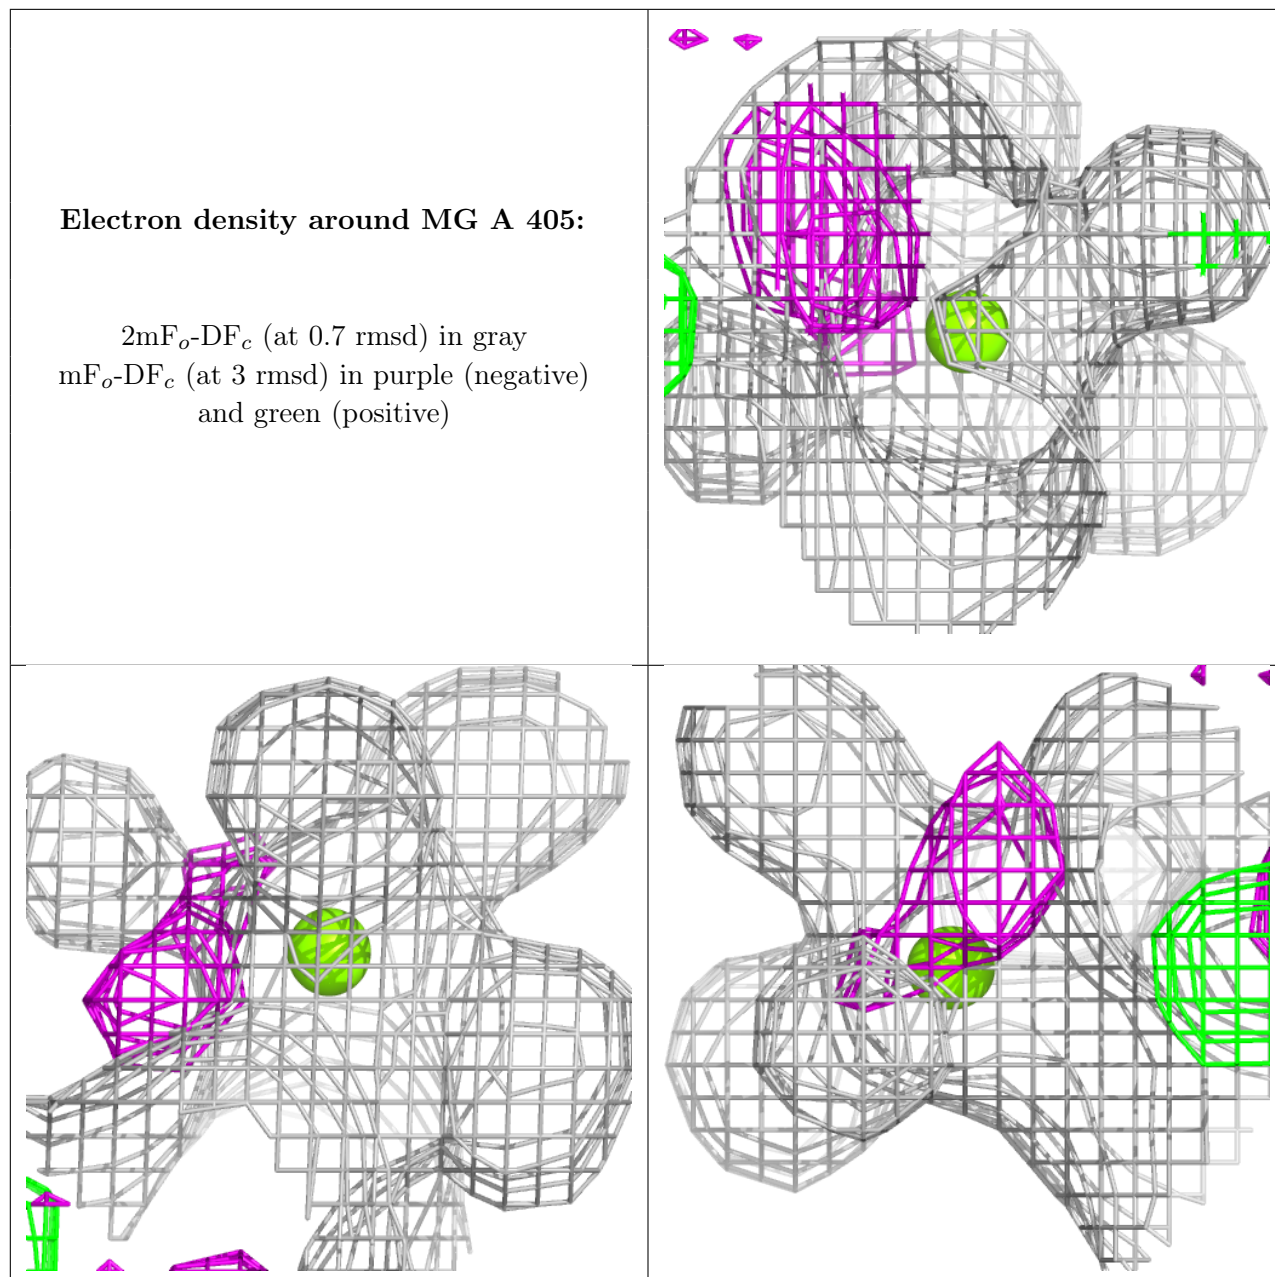 Electron density around MG A 405:
2mFo-DFc (at 0.7 rmsd) in gray
mFo-DFc (at 3 rmsd) in purple (negative)
and green (positive)